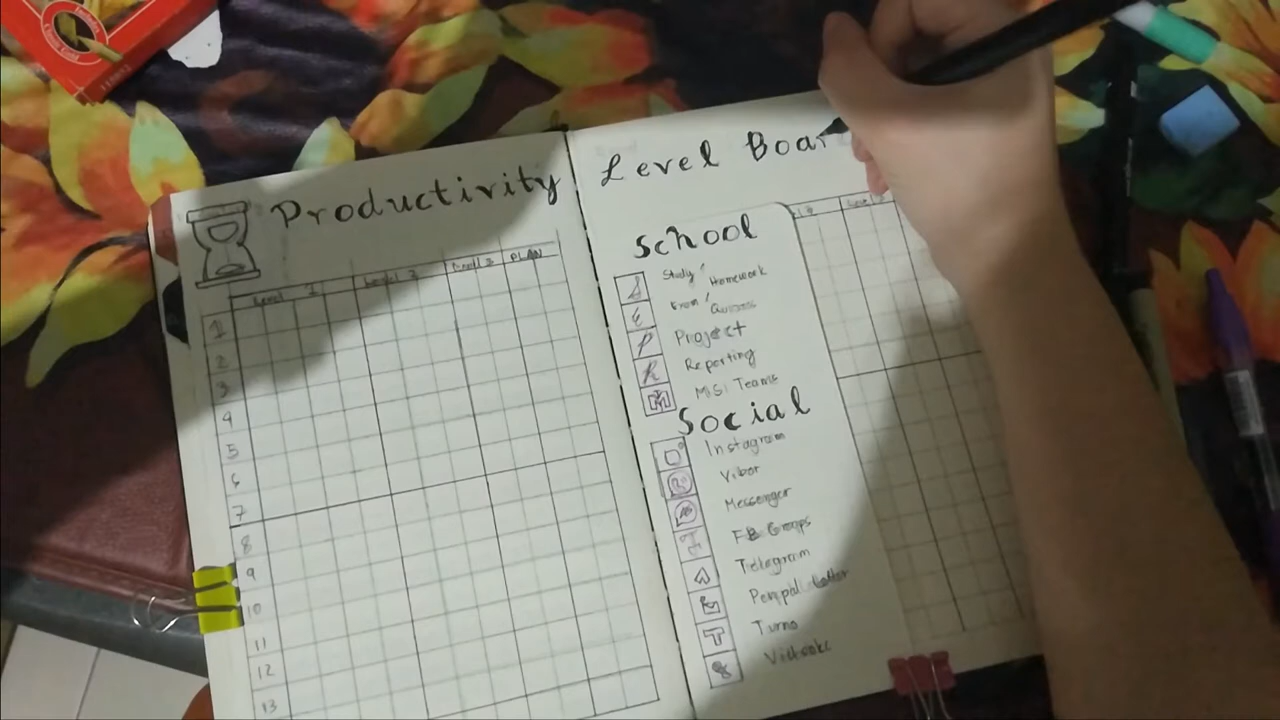 Productivity
Level 1 Level 2 Level 3 PLAN
1
2
3
4
5
6
7
8
9
10
11
12
13
Level Boar
School
S Study/ Homework
E Exam/ Quizzes
P Project
R Reporting
M MS Teams
Social
Instagram
Viber
Messenger
FB Groups
Telegram
Penpal Letter
T